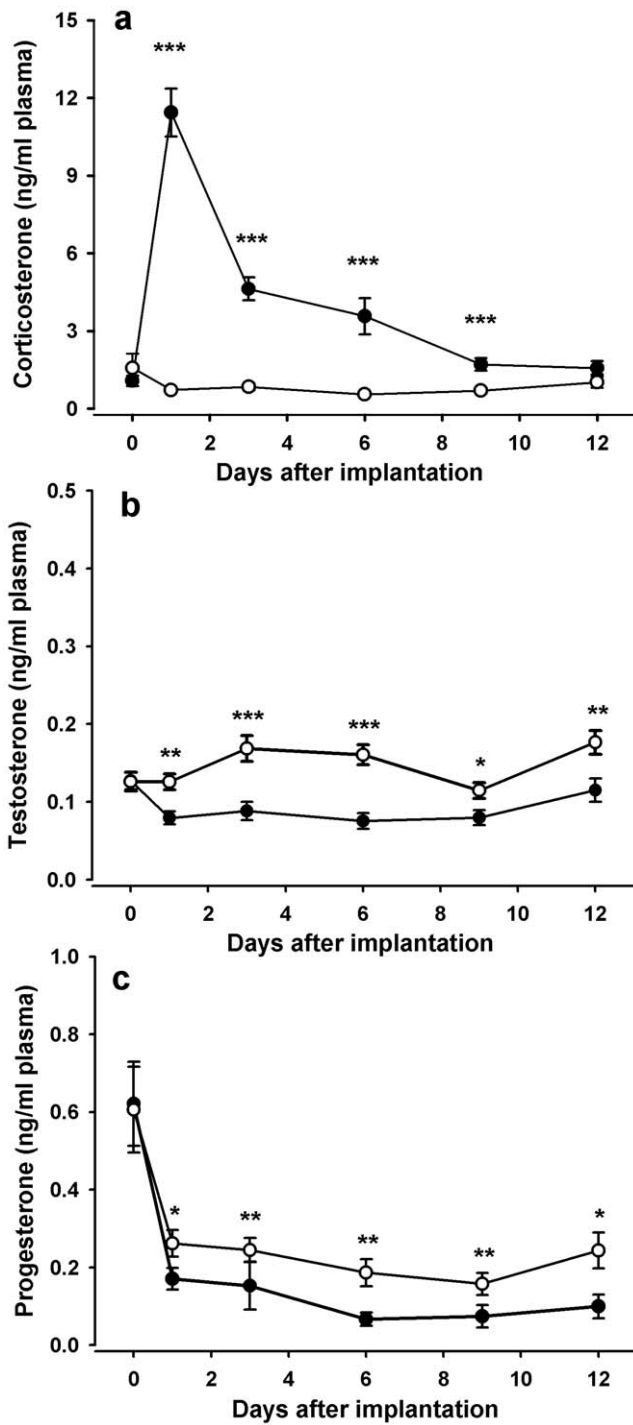 a
15
12
9
6
3
0
Corticosterone (ng/ml plasma)
***
***
***
***
0 2 4 6 8 10 12
Days after implantation
b
0.5
0.4
0.3
0.2
0.1
0.0
Testosterone (ng/ml plasma)
**
***
***
*
**
0 2 4 6 8 10 12
Days after implantation
c
1.0
0.8
0.6
0.4
0.2
0.0
Progesterone (ng/ml plasma)
*
**
**
**
*
0 2 4 6 8 10 12
Days after implantation